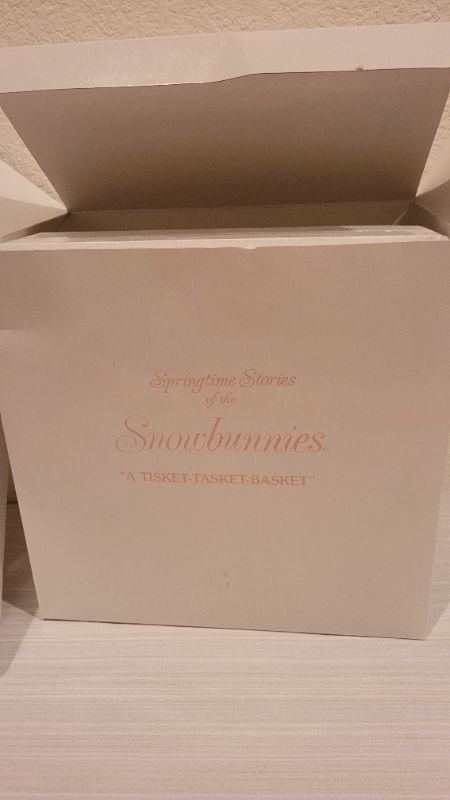 Springtime Stories
of the
Snowbunnies®
"A TISKET-TASKET-BASKET"